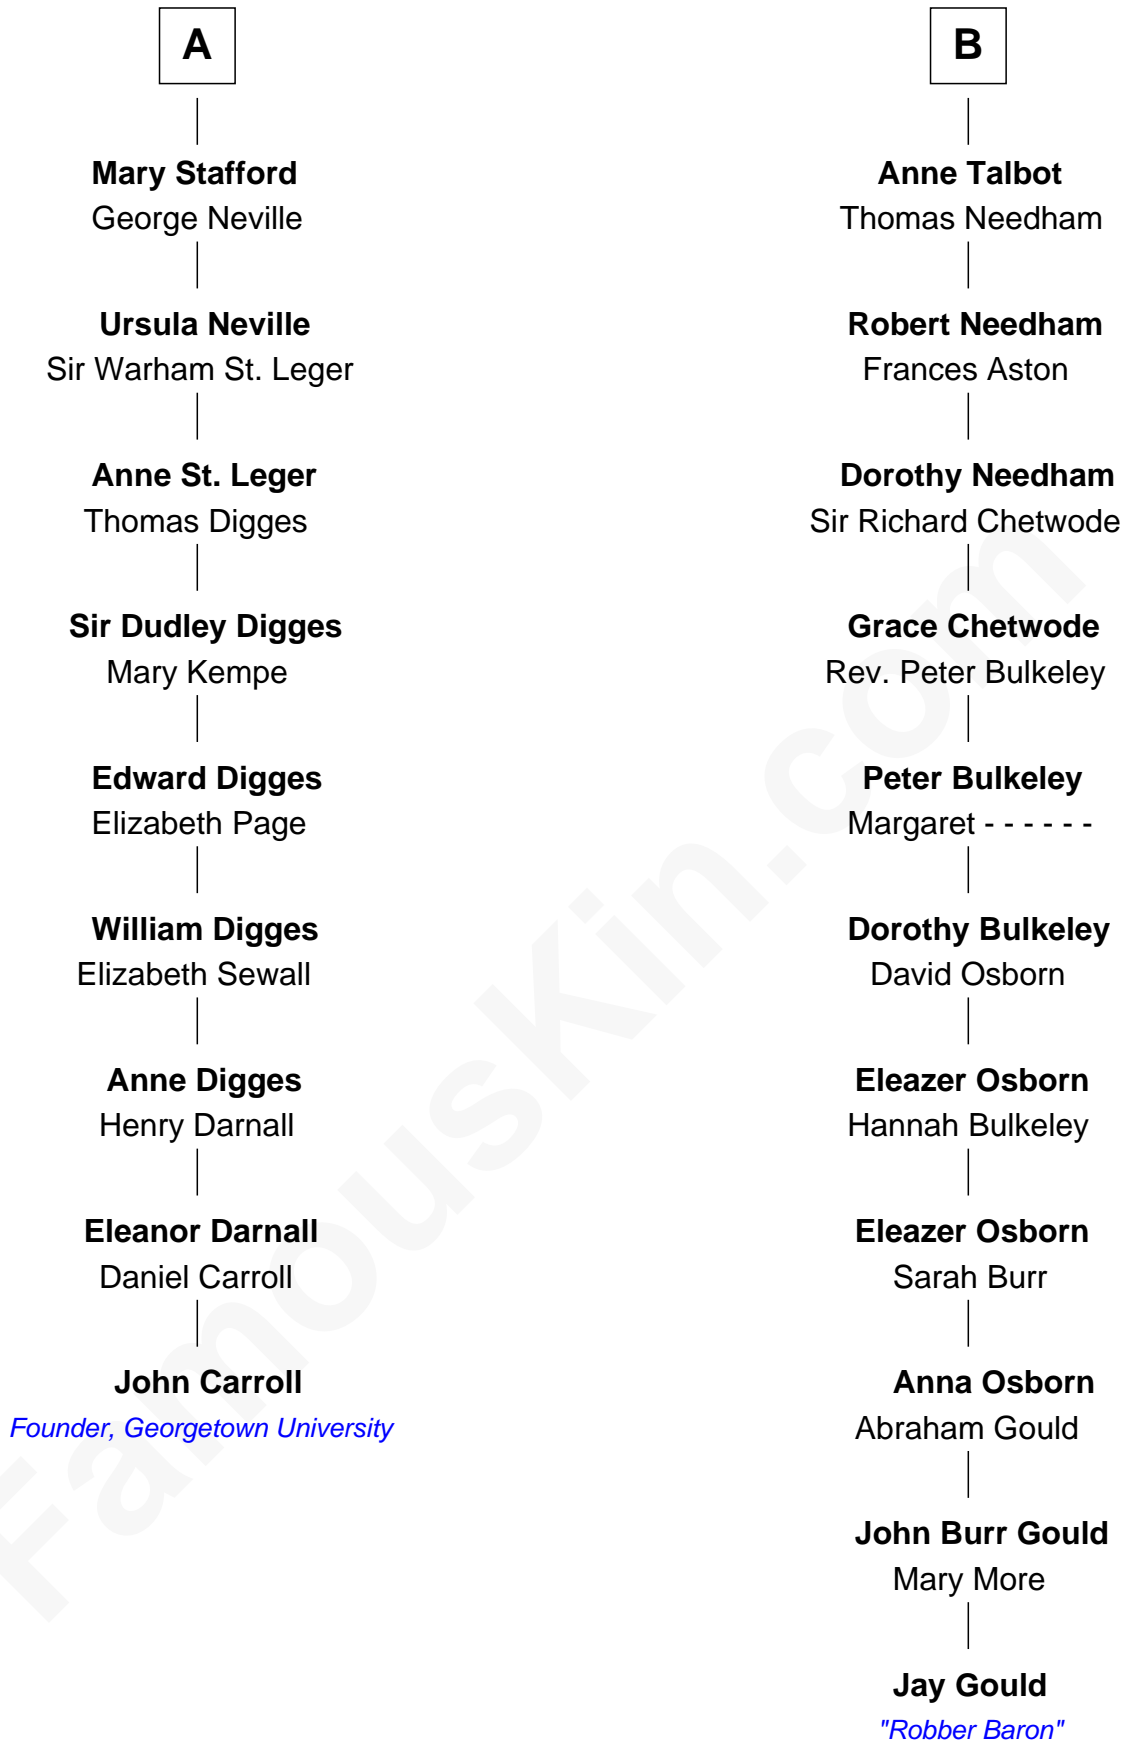 A
Mary Stafford
George Neville
Ursula Neville
Sir Warham St. Leger
Anne St. Leger
Thomas Digges
Sir Dudley Digges
Mary Kempe
Edward Digges
Elizabeth Page
William Digges
Elizabeth Sewall
Anne Digges
Henry Darnall
Eleanor Darnall
Daniel Carroll
John Carroll
Founder, Georgetown University
B
Anne Talbot
Thomas Needham
Robert Needham
Frances Aston
Dorothy Needham
Sir Richard Chetwode
Grace Chetwode
Rev. Peter Bulkeley
Peter Bulkeley
Margaret - - - - - -
Dorothy Bulkeley
David Osborn
Eleazer Osborn
Hannah Bulkeley
Eleazer Osborn
Sarah Burr
Anna Osborn
Abraham Gould
John Burr Gould
Mary More
Jay Gould
"Robber Baron"
FamousKin.com